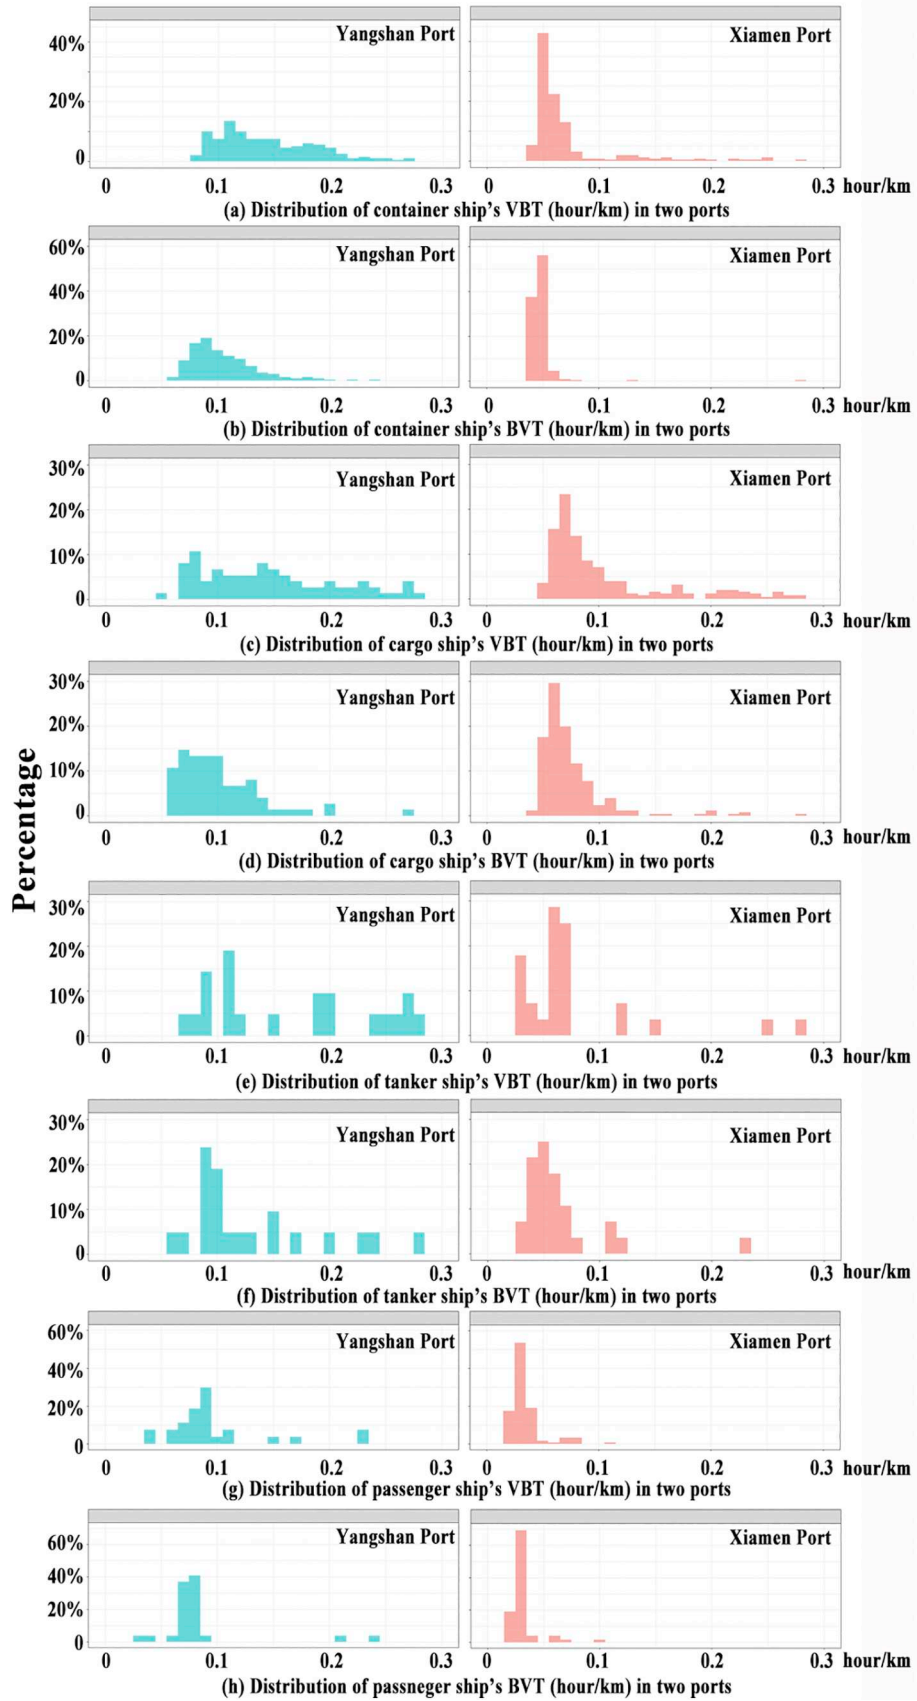 Yangshan Port Xiamen Port
40%
20%
0
0 0.1 0.2 0.3 0 0.1 0.2 0.3 hour/km
(a) Distribution of container ship's VBT (hour/km) in two ports
Yangshan Port Xiamen Port
60%
40%
20%
0
0 0.1 0.2 0.3 0 0.1 0.2 0.3 hour/km
(b) Distribution of container ship's BVT (hour/km) in two ports
Yangshan Port Xiamen Port
30%
20%
10%
0
0 0.1 0.2 0.3 0 0.1 0.2 0.3 hour/km
(c) Distribution of cargo ship's VBT (hour/km) in two ports
Yangshan Port Xiamen Port
30%
20%
10%
0
0 0.1 0.2 0.3 0 0.1 0.2 0.3 hour/km
(d) Distribution of cargo ship's BVT (hour/km) in two ports
Percentage
Yangshan Port Xiamen Port
30%
20%
10%
0
0 0.1 0.2 0.3 0 0.1 0.2 0.3 hour/km
(e) Distribution of tanker ship's VBT (hour/km) in two ports
Yangshan Port Xiamen Port
30%
20%
10%
0
0 0.1 0.2 0.3 0 0.1 0.2 0.3 hour/km
(f) Distribution of tanker ship's BVT (hour/km) in two ports
Yangshan Port Xiamen Port
60%
40%
20%
0
0 0.1 0.2 0.3 0 0.1 0.2 0.3 hour/km
(g) Distribution of passenger ship's VBT (hour/km) in two ports
Yangshan Port Xiamen Port
60%
40%
20%
0
0 0.1 0.2 0.3 0 0.1 0.2 0.3 hour/km
(h) Distribution of passneger ship's BVT (hour/km) in two ports